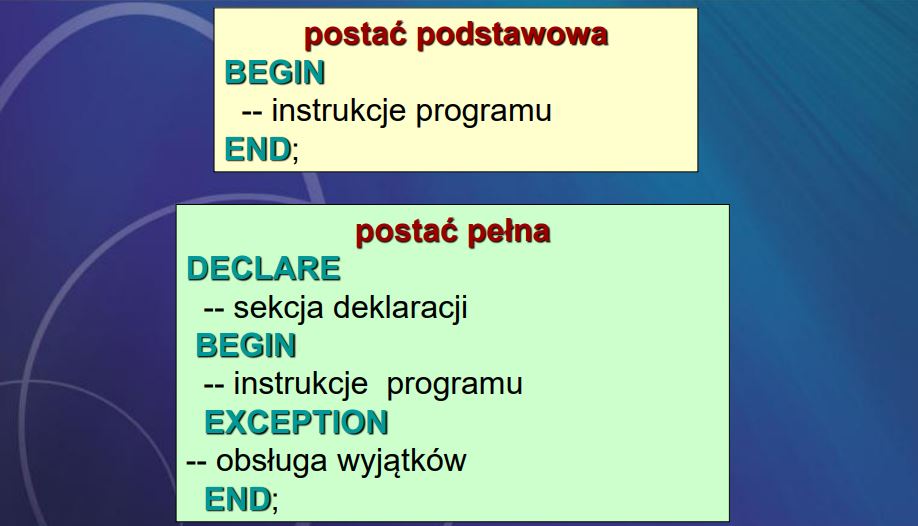 postać podstawowa
BEGIN
-- instrukcje programu
END;
postać pełna
DECLARE
-- sekcja deklaracji
BEGIN
-- instrukcje  programu
EXCEPTION
-- obsługa wyjątków
END;